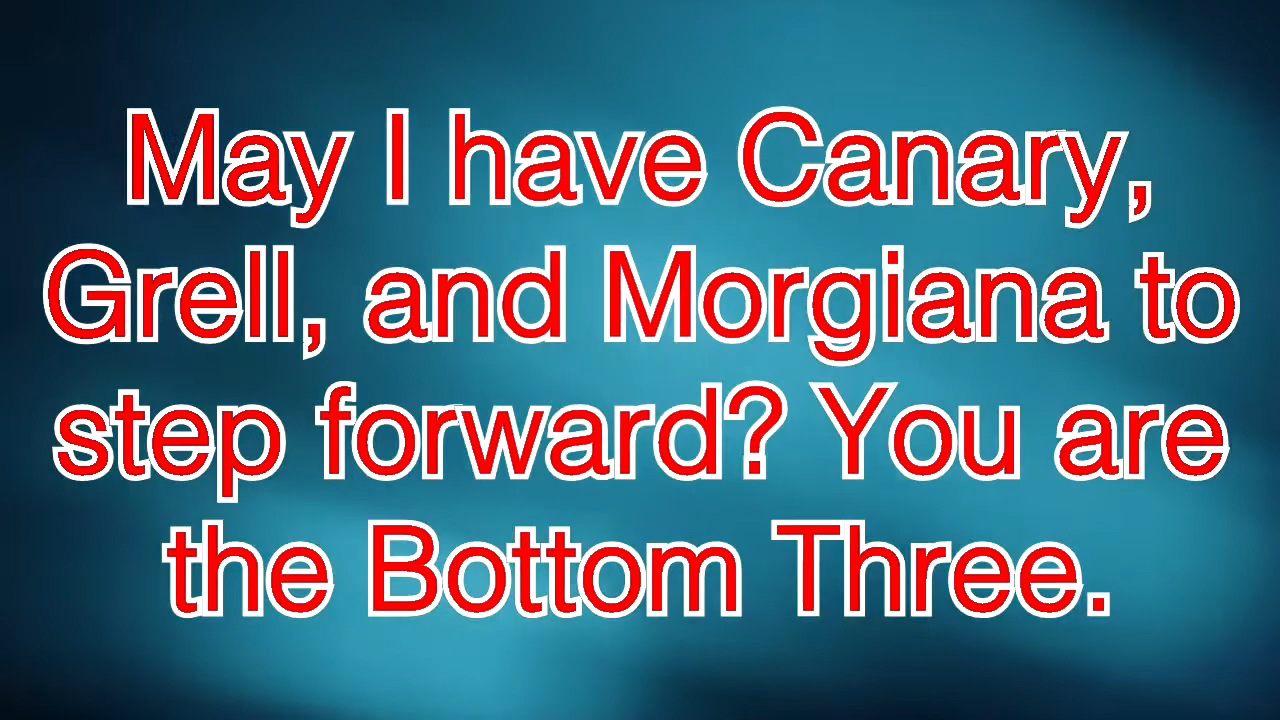 May I have Canary,
Grell, and Morgiana to
step forward? You are
the Bottom Three.